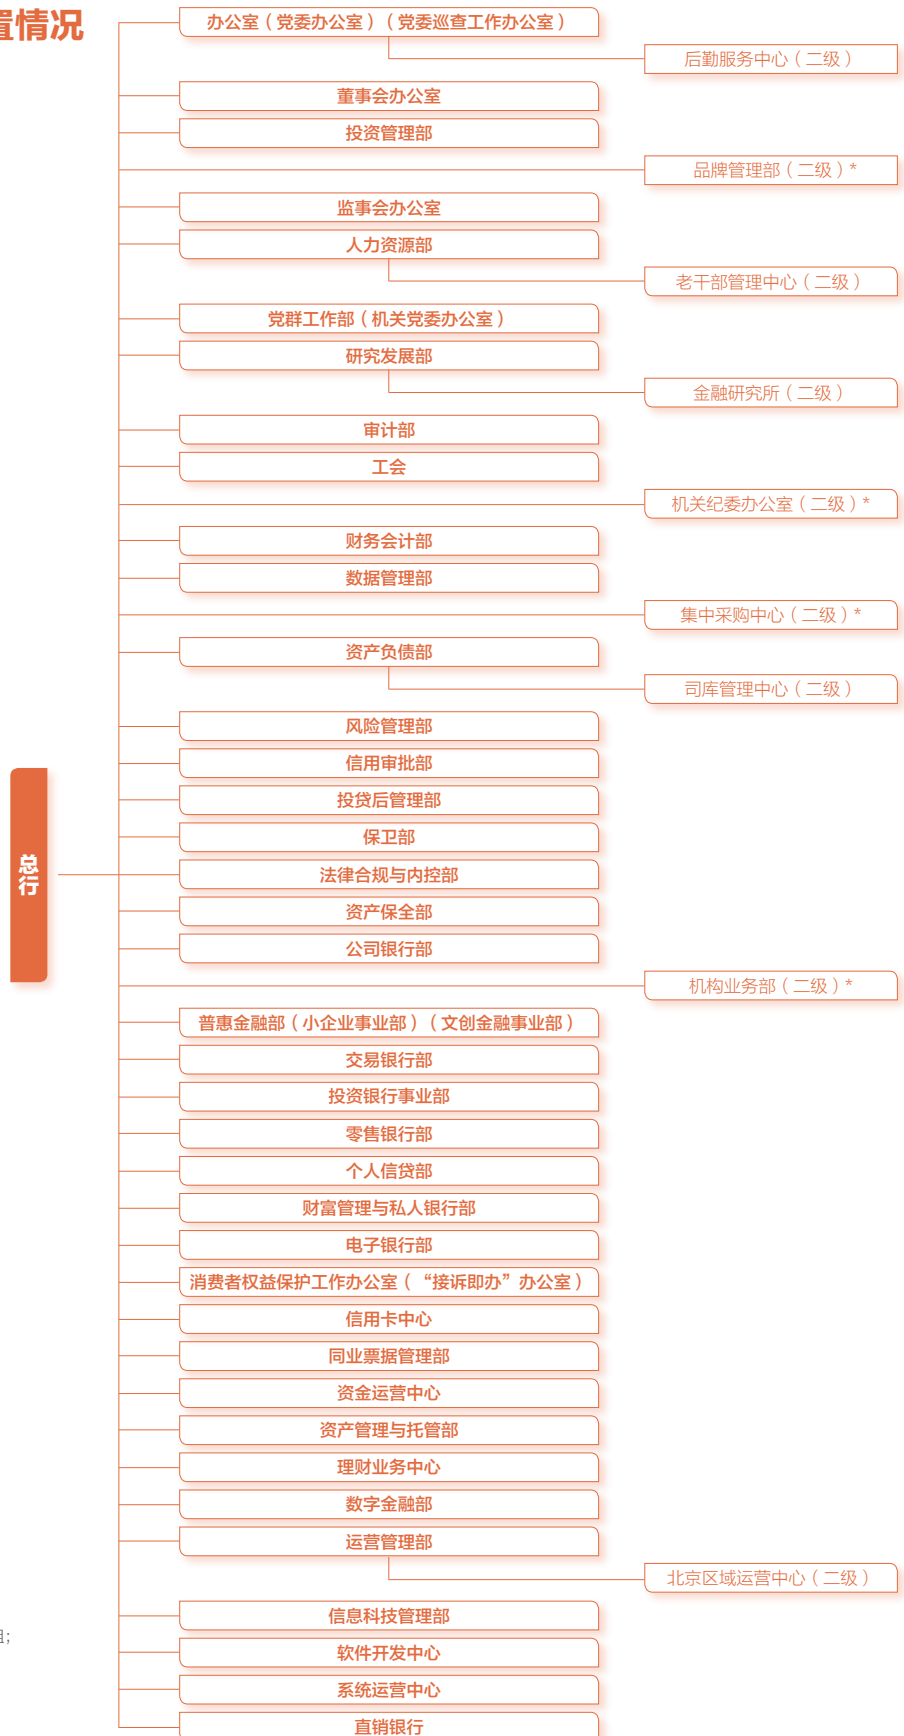 置情况
办公室（党委办公室）（党委巡查工作办公室）
后勤服务中心（二级）
董事会办公室
投资管理部
品牌管理部（二级）*
监事会办公室
人力资源部
老干部管理中心（二级）
党群工作部（机关党委办公室）
研究发展部
金融研究所（二级）
审计部
工会
机关纪委办公室（二级）*
财务会计部
数据管理部
集中采购中心（二级）*
资产负债部
司库管理中心（二级）
风险管理部
信用审批部
投贷后管理部
保卫部
总行
法律合规与内控部
资产保全部
公司银行部
机构业务部（二级）*
普惠金融部（小企业事业部）（文创金融事业部）
交易银行部
投资银行事业部
零售银行部
个人信贷部
财富管理与私人银行部
电子银行部
消费者权益保护工作办公室（“接诉即办”办公室）
信用卡中心
同业票据管理部
资金运营中心
资产管理与托管部
理财业务中心
数字金融部
运营管理部
北京区域运营中心（二级）
信息科技管理部
软件开发中心
系统运营中心
直销银行